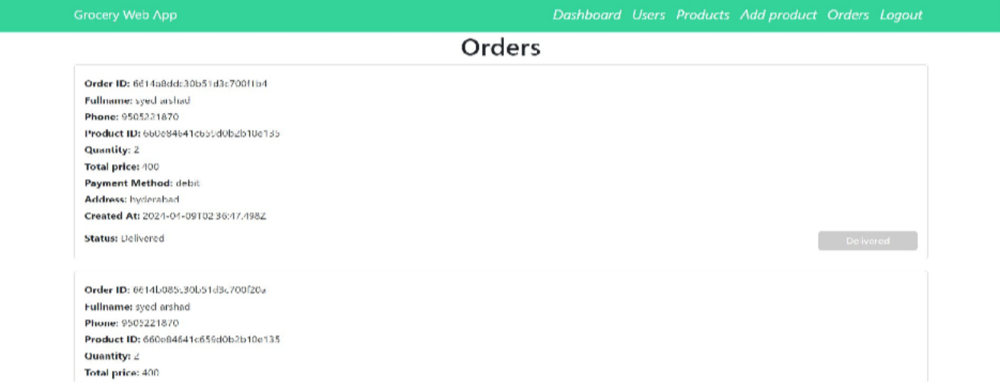 Grocery Web App
Dashboard Users Products Add product Orders Logout
Orders
Order ID: 6614a8ddc30b51d3c700f1b4
Fullname: syed arshad
Phone: 9505221870
Product ID: 660e84641c659d0b2b10e135
Quantity: 2
Total price: 400
Payment Method: debit
Address: hyderabad
Created At: 2024-04-09T02:36:47.498Z
Status: Delivered
Delivered
Order ID: 6614b085c30b51d3c700f20a
Fullname: syed arshad
Phone: 9505221870
Product ID: 660e84641c659d0b2b10e135
Quantity: 2
Total price: 400